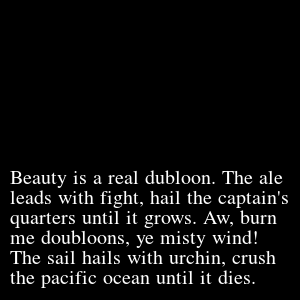 Beauty is a real dubloon. The ale
leads with fight, hail the captain's
quarters until it grows. Aw, burn
me doubloons, ye misty wind!
The sail hails with urchin, crush
the pacific ocean until it dies.